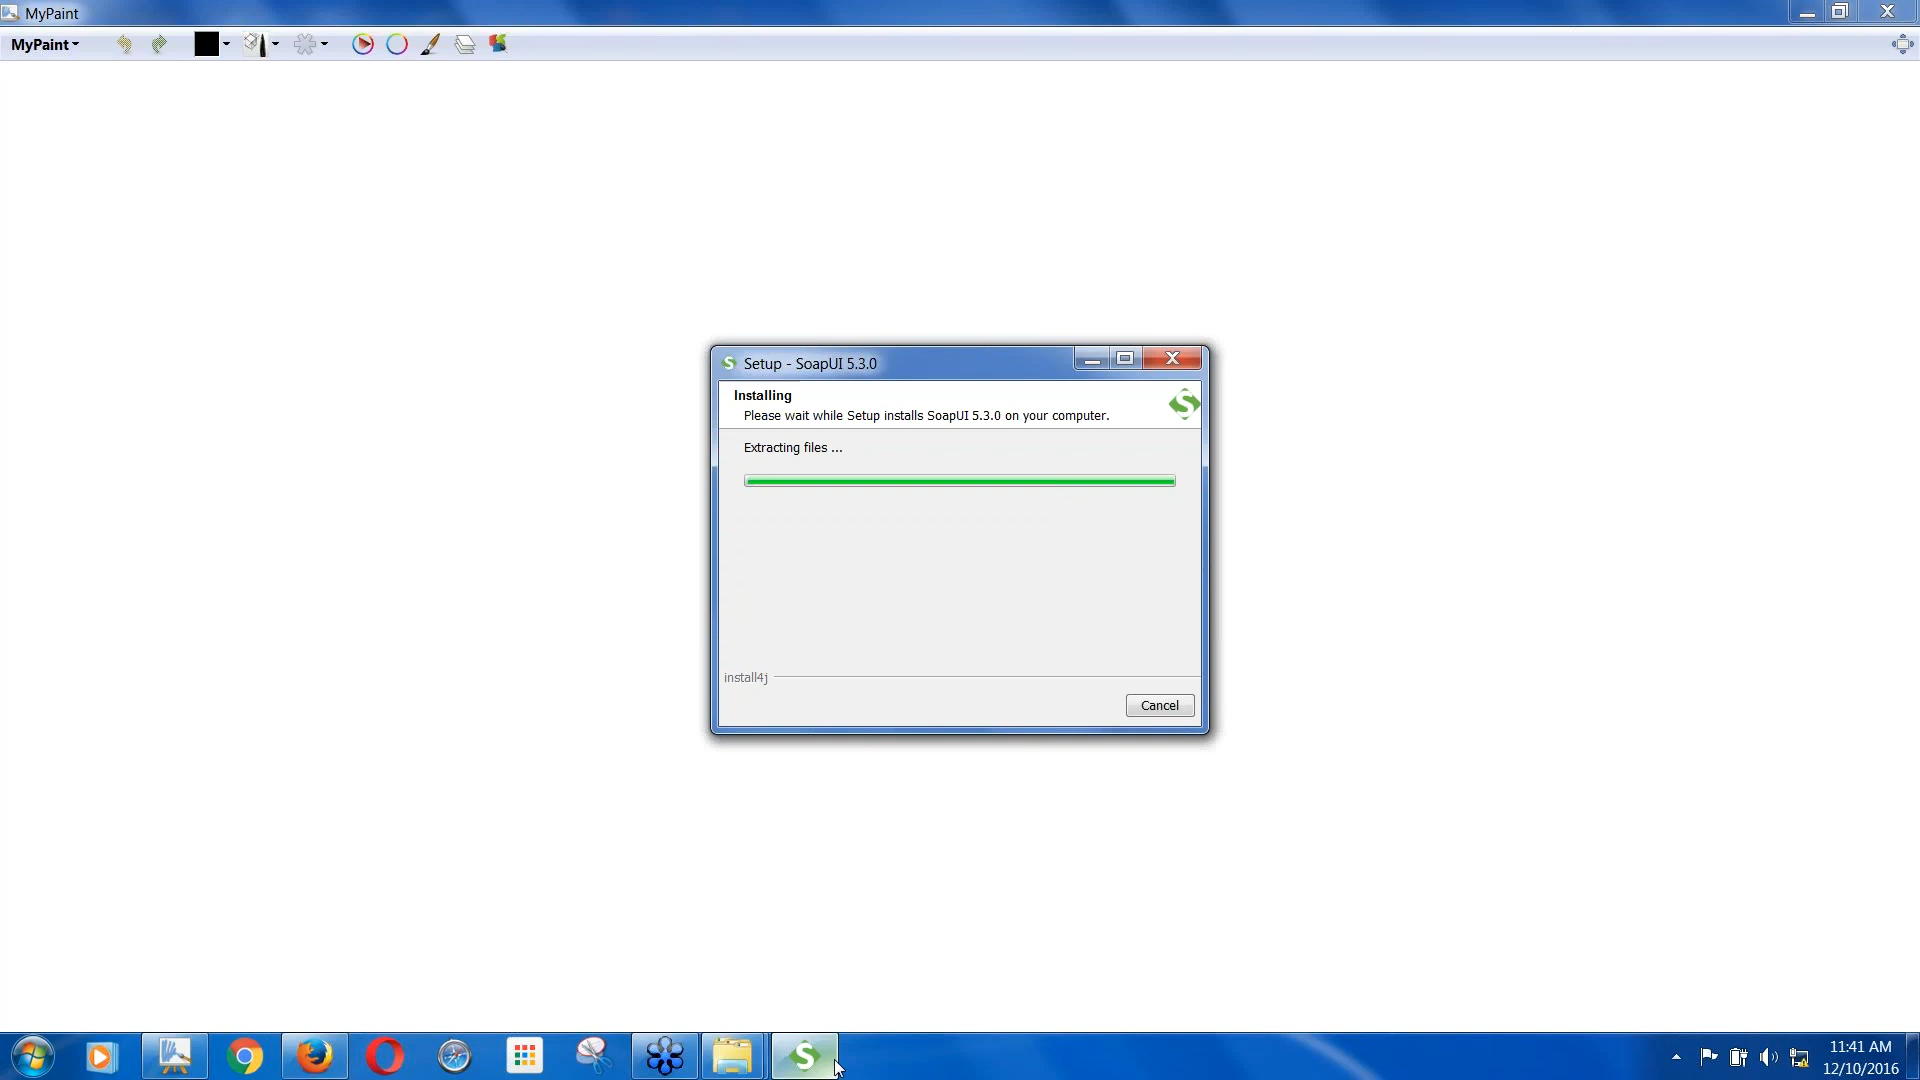 MyPaint
MyPaint
Setup - SoapUI 5.3.0
Installing
Please wait while Setup installs SoapUI 5.3.0 on your computer.
Extracting files ...
install4j
Cancel
11:41 AM
12/10/2016